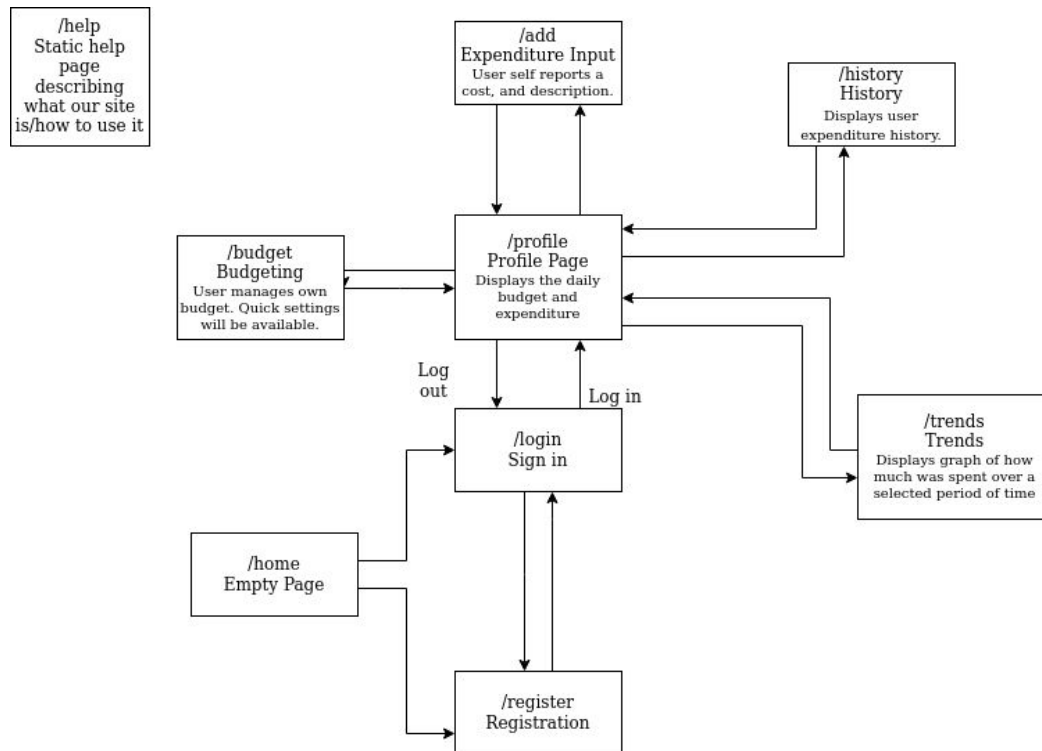 /help
Static help
page
describing
what our site
is/how to use it
/add
Expenditure Input
User self reports a
cost, and description.
/history
History
Displays user
expenditure history.
/budget
Budgeting
User manages own
budget. Quick settings
will be available.
/profile
Profile Page
Displays the daily
budget and
expenditure
Log
out
Log in
/login
Sign in
/trends
Trends
Displays graph of how
much was spent over a
selected period of time
/home
Empty Page
/register
Registration